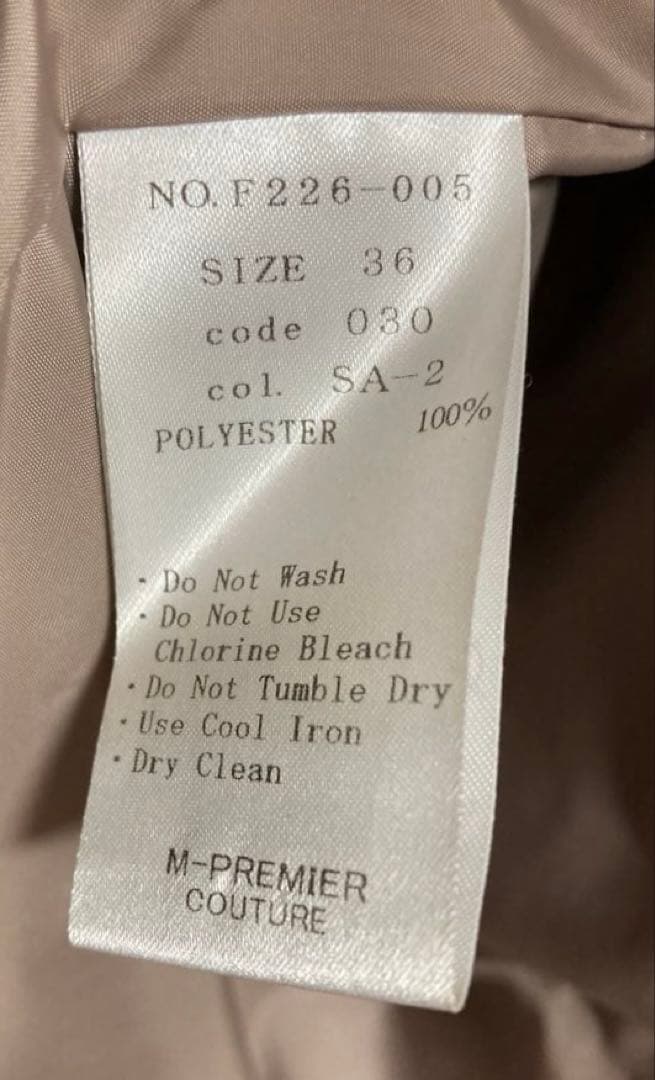 NO. F226-005
SIZE 36
code 030
col. SA-2
POLYESTER 100%
・Do Not Wash
・Do Not Use
Chlorine Bleach
・Do Not Tumble Dry
・Use Cool Iron
・Dry Clean
M-PREMIER
COUTURE